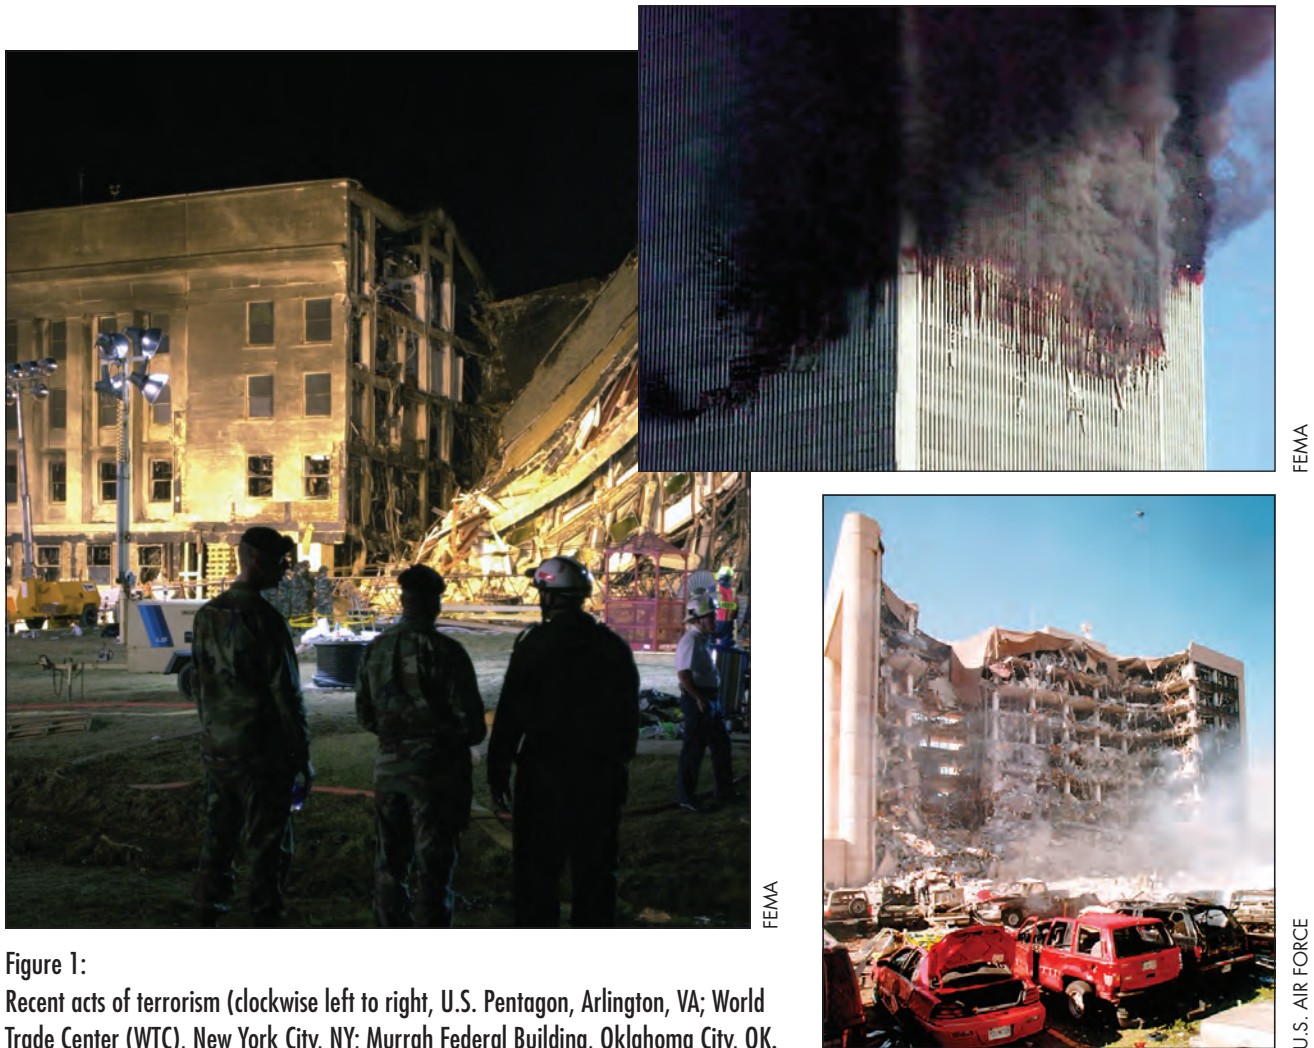 FEMA
FEMA
U.S. AIR FORCE
Figure 1:
Recent acts of terrorism (clockwise left to right, U.S. Pentagon, Arlington, VA; World
Trade Center (WTC), New York City, NY; Murrah Federal Building, Oklahoma City, OK.